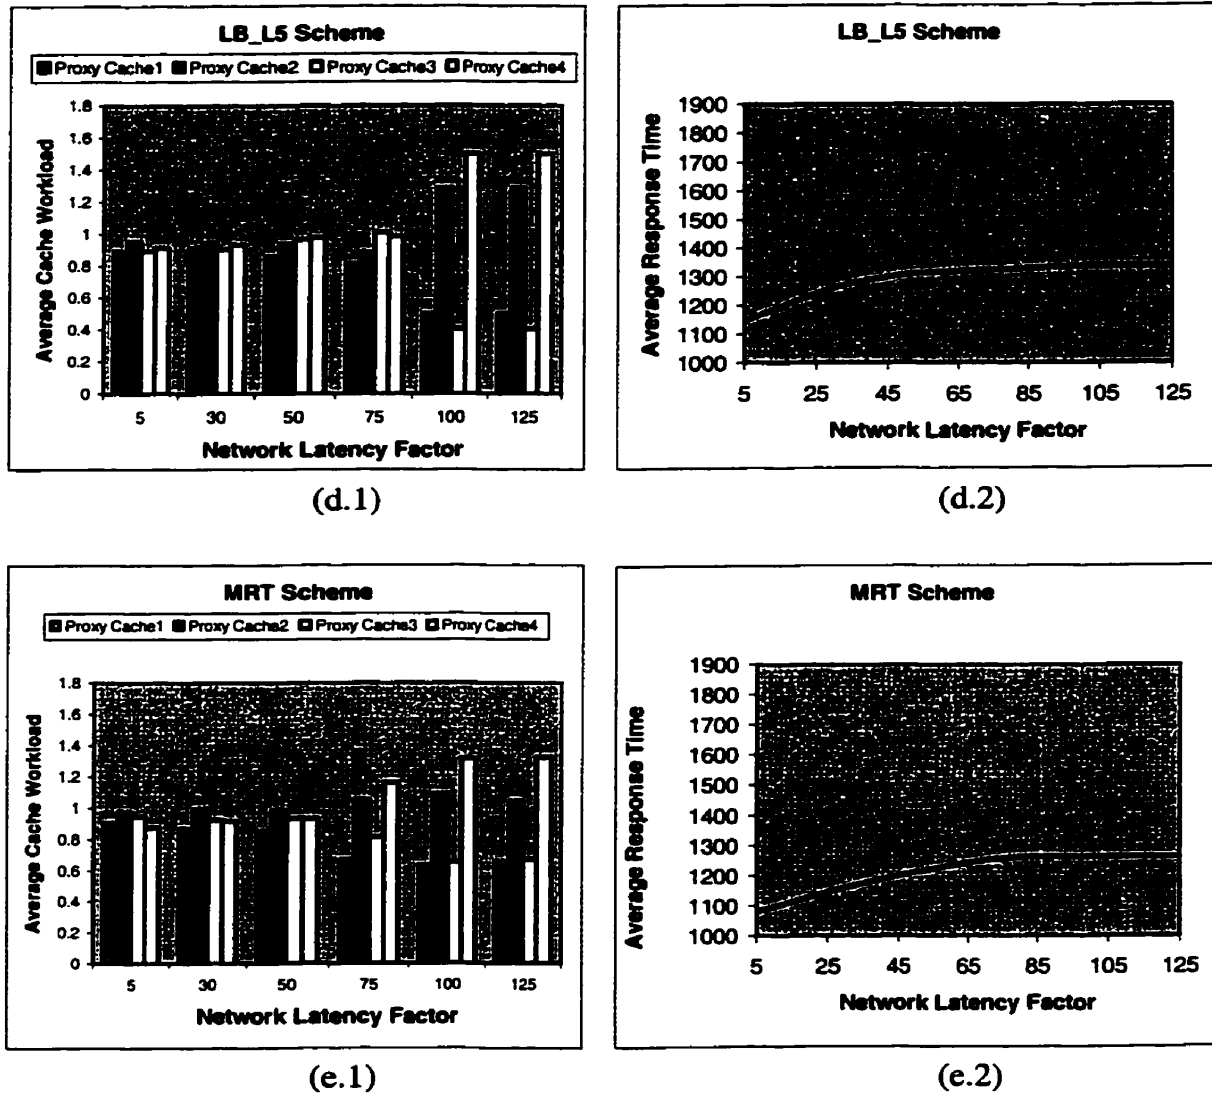 LB_L5 Scheme
Proxy Cache1 Proxy Cache2 Proxy Cache3 Proxy Cache4
Average Cache Workload
1.8
1.6
1.4
1.2
1
0.8
0.6
0.4
0.2
0
5 30 50 75 100 125
Network Latency Factor
(d.1)
LB_L5 Scheme
Average Response Time
1900
1800
1700
1600
1500
1400
1300
1200
1100
1000
5 25 45 65 85 105 125
Network Latency Factor
(d.2)
MRT Scheme
Proxy Cache1 Proxy Cache2 Proxy Cache3 Proxy Cache4
Average Cache Workload
1.8
1.6
1.4
1.2
1
0.8
0.6
0.4
0.2
0
5 30 50 75 100 125
Network Latency Factor
(e.1)
MRT Scheme
Average Response Time
1900
1800
1700
1600
1500
1400
1300
1200
1100
1000
5 25 45 65 85 105 125
Network Latency Factor
(e.2)